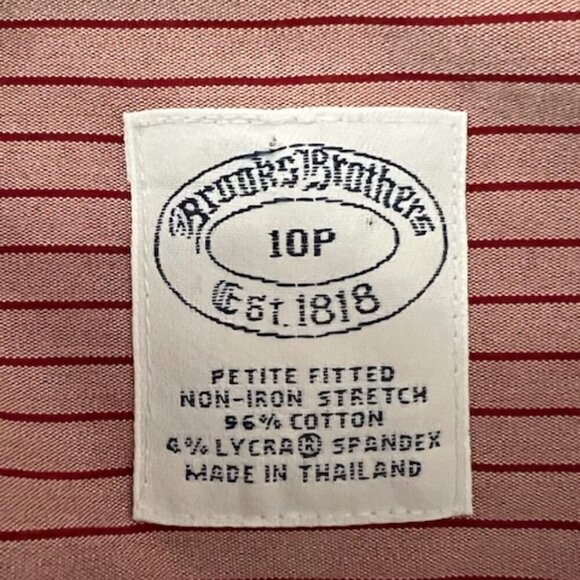 Brooks Brothers
10P
Est. 1818
PETITE FITTED
NON-IRON STRETCH
96% COTTON
4% LYCRA® SPANDEX
MADE IN THAILAND